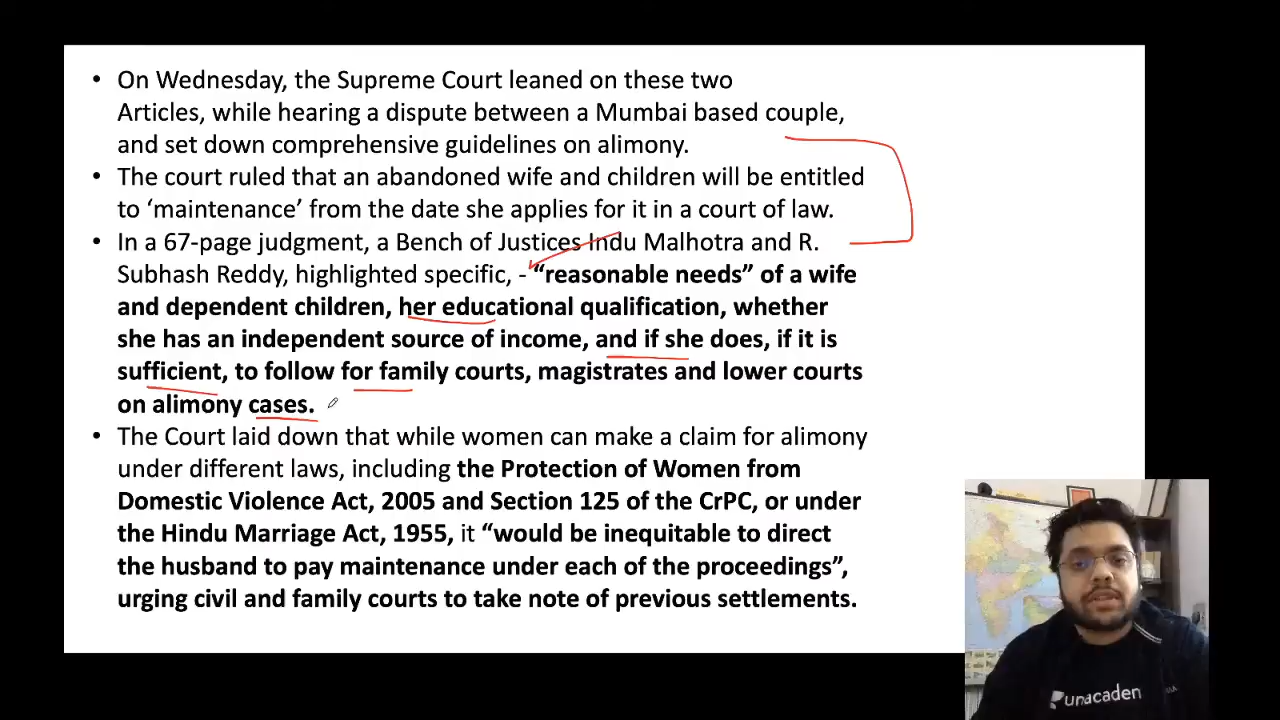 • On Wednesday, the Supreme Court leaned on these two
Articles, while hearing a dispute between a Mumbai based couple,
and set down comprehensive guidelines on alimony.
• The court ruled that an abandoned wife and children will be entitled
to ‘maintenance’ from the date she applies for it in a court of law.
• In a 67-page judgment, a Bench of Justices Indu Malhotra and R.
Subhash Reddy, highlighted specific, - “reasonable needs” of a wife
and dependent children, her educational qualification, whether
she has an independent source of income, and if she does, if it is
sufficient, to follow for family courts, magistrates and lower courts
on alimony cases.
• The Court laid down that while women can make a claim for alimony
under different laws, including the Protection of Women from
Domestic Violence Act, 2005 and Section 125 of the CrPC, or under
the Hindu Marriage Act, 1955, it “would be inequitable to direct
the husband to pay maintenance under each of the proceedings”,
urging civil and family courts to take note of previous settlements.
unacaden